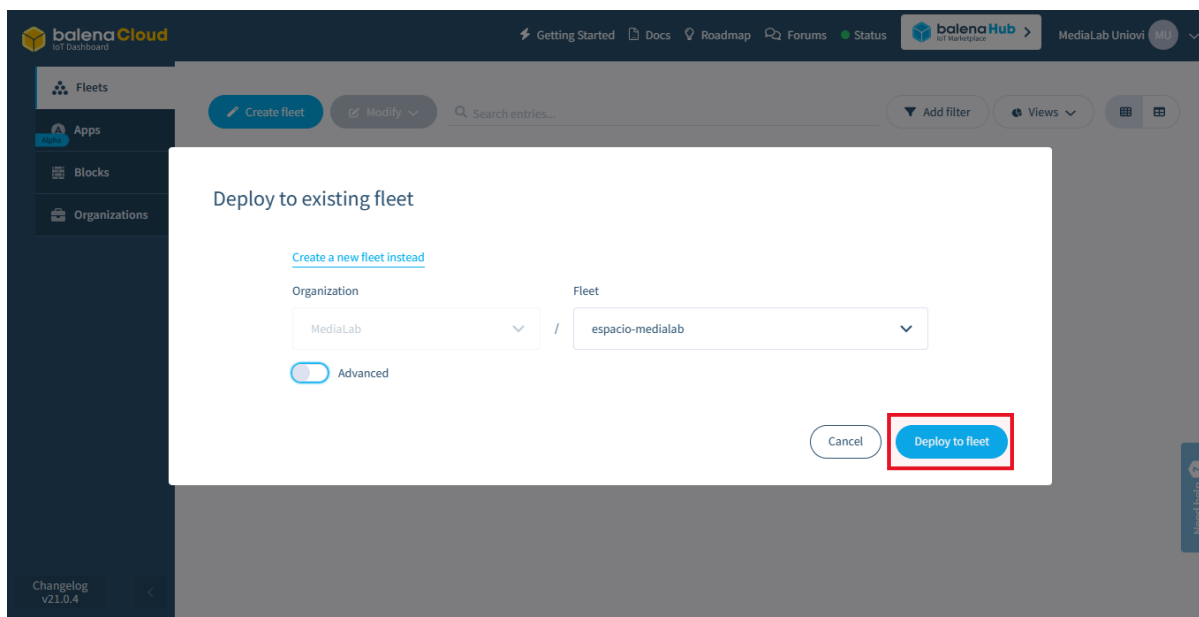 balenaCloud
IoT Dashboard
Getting Started Docs Roadmap Forums Status
balenaHub
IoT Marketplace
MediaLab Uniovi MU
Fleets
Apps
Alpha
Blocks
Organizations
Create fleet Modify Search entries... Add filter Views
Deploy to existing fleet
Create a new fleet instead
Organization Fleet
MediaLab / espacio-medialab
Advanced
Cancel Deploy to fleet
Need help
Changelog
v21.0.4